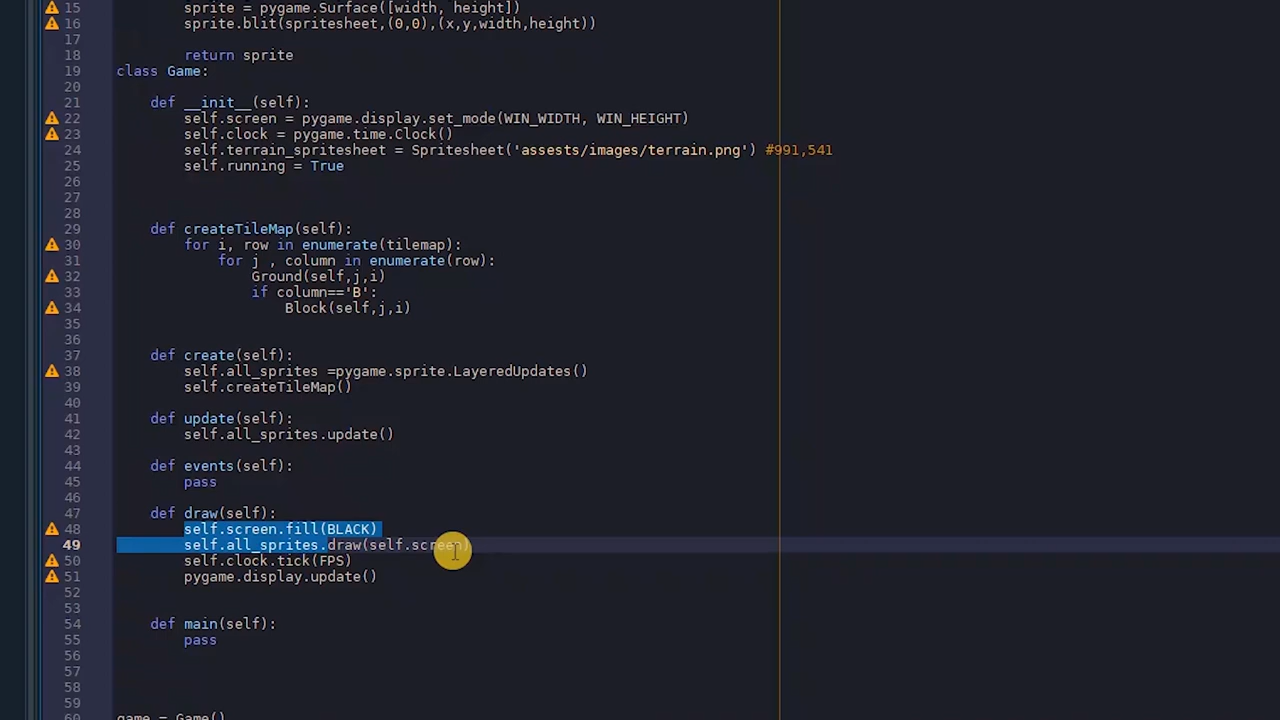 15 sprite = pygame.Surface([width, height])
16 sprite.blit(spritesheet,(0,0),(x,y,width,height))
17
18 return sprite
19 class Game:
20
21 def __init__(self):
22 self.screen = pygame.display.set_mode(WIN_WIDTH, WIN_HEIGHT)
23 self.clock = pygame.time.Clock()
24 self.terrain_spritesheet = Spritesheet('assests/images/terrain.png') #991,541
25 self.running = True
26
27
28
29 def createTileMap(self):
30 for i, row in enumerate(tilemap):
31 for j , column in enumerate(row):
32 Ground(self,j,i)
33 if column=='B':
34 Block(self,j,i)
35
36
37 def create(self):
38 self.all_sprites =pygame.sprite.LayeredUpdates()
39 self.createTileMap()
40
41 def update(self):
42 self.all_sprites.update()
43
44 def events(self):
45 pass
46
47 def draw(self):
48 self.screen.fill(BLACK)
49 self.all_sprites.draw(self.screen)
50 self.clock.tick(FPS)
51 pygame.display.update()
52
53
54 def main(self):
55 pass
56
57
58
59
60 game = Game()